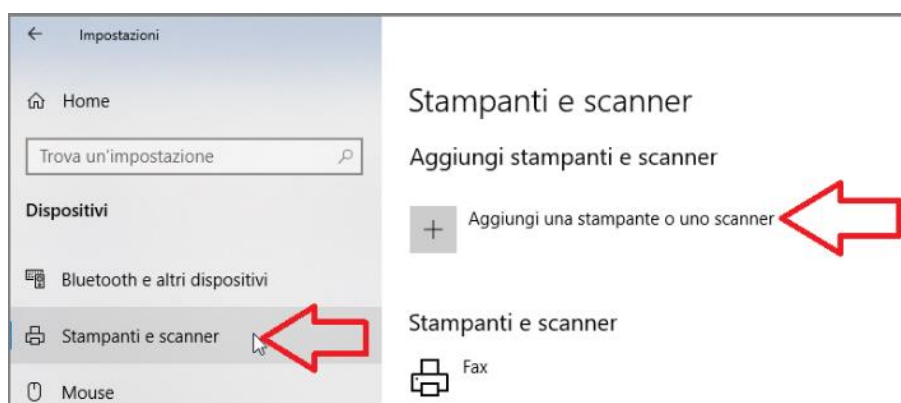 Impostazioni
Home
Trova un'impostazione
Dispositivi
Bluetooth e altri dispositivi
Stampanti e scanner
Mouse
Stampanti e scanner
Aggiungi stampanti e scanner
Aggiungi una stampante o uno scanner
Stampanti e scanner
Fax